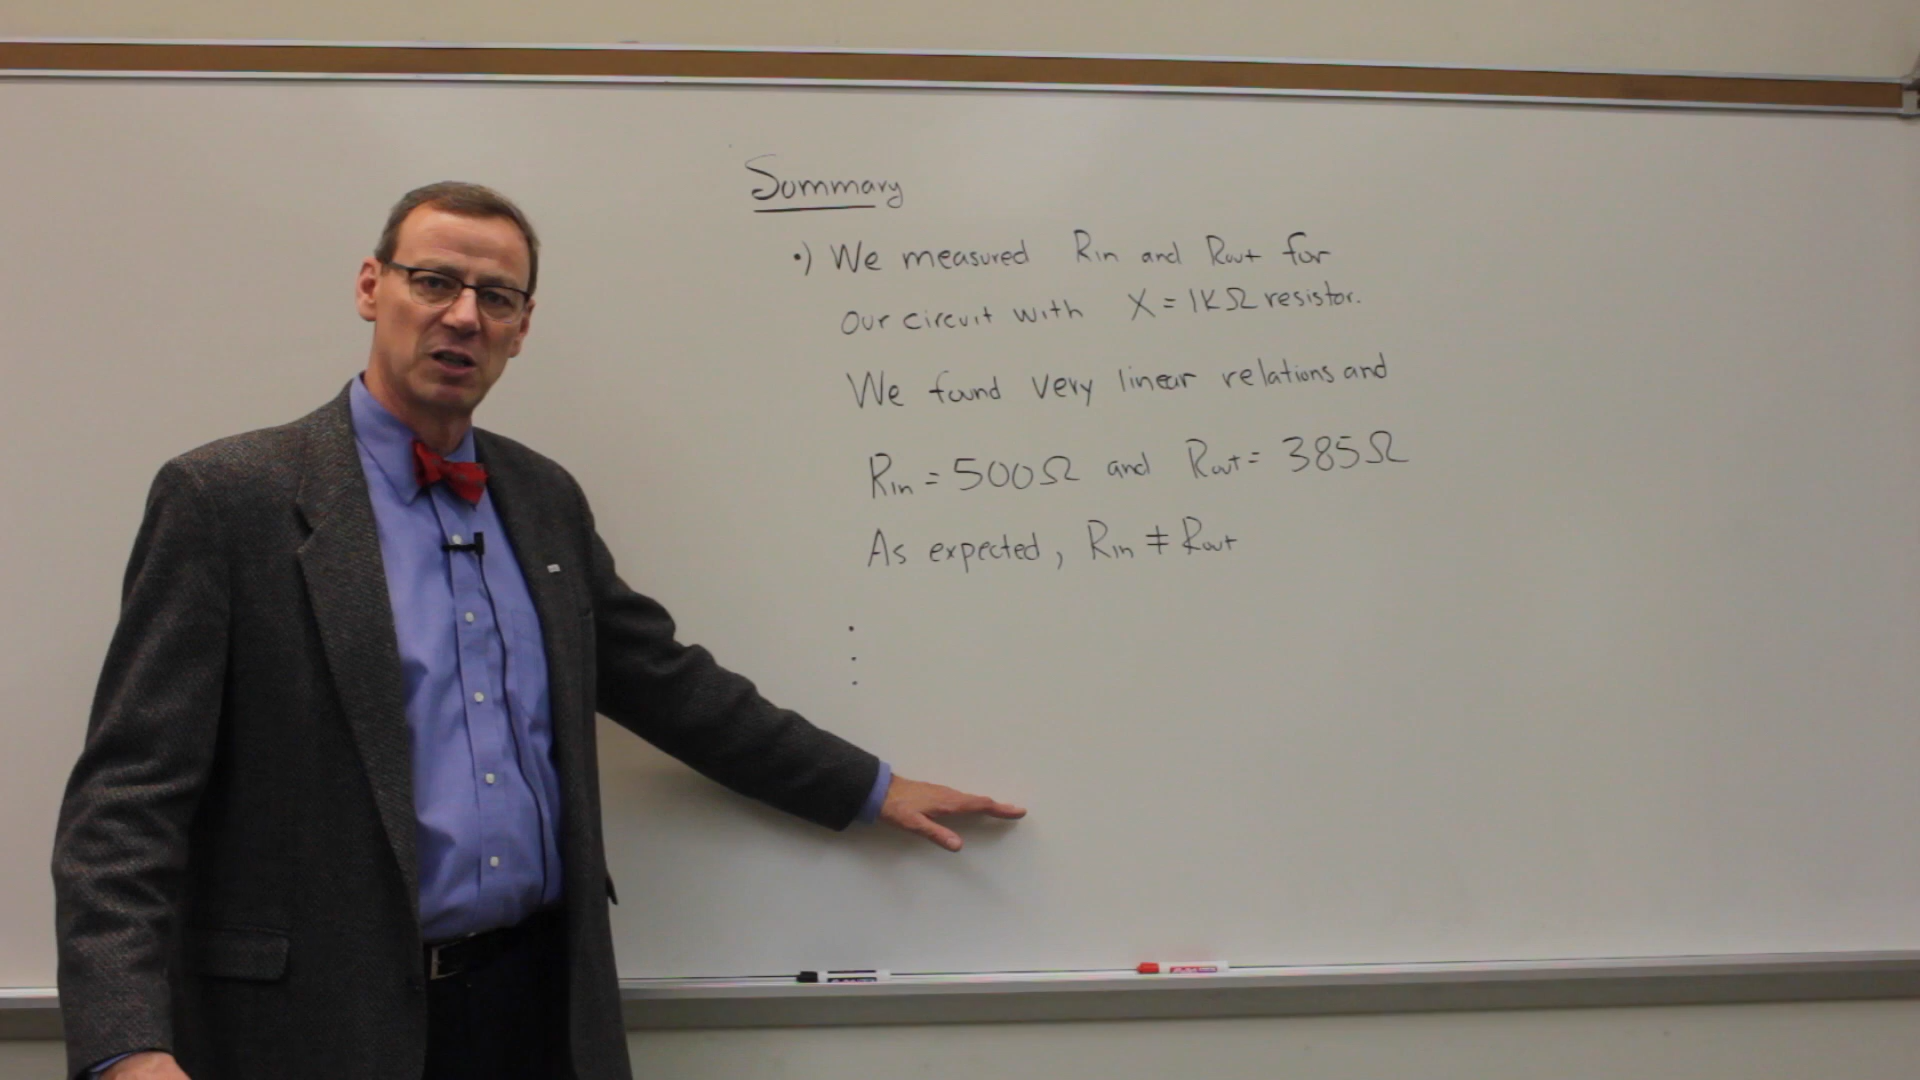 Summary
•) We measured Rin and Rout for
our circuit with X = 1KΩ resistor.
We found very linear relations and
Rin = 500Ω and Rout = 385Ω
As expected, Rin ≠ Rout